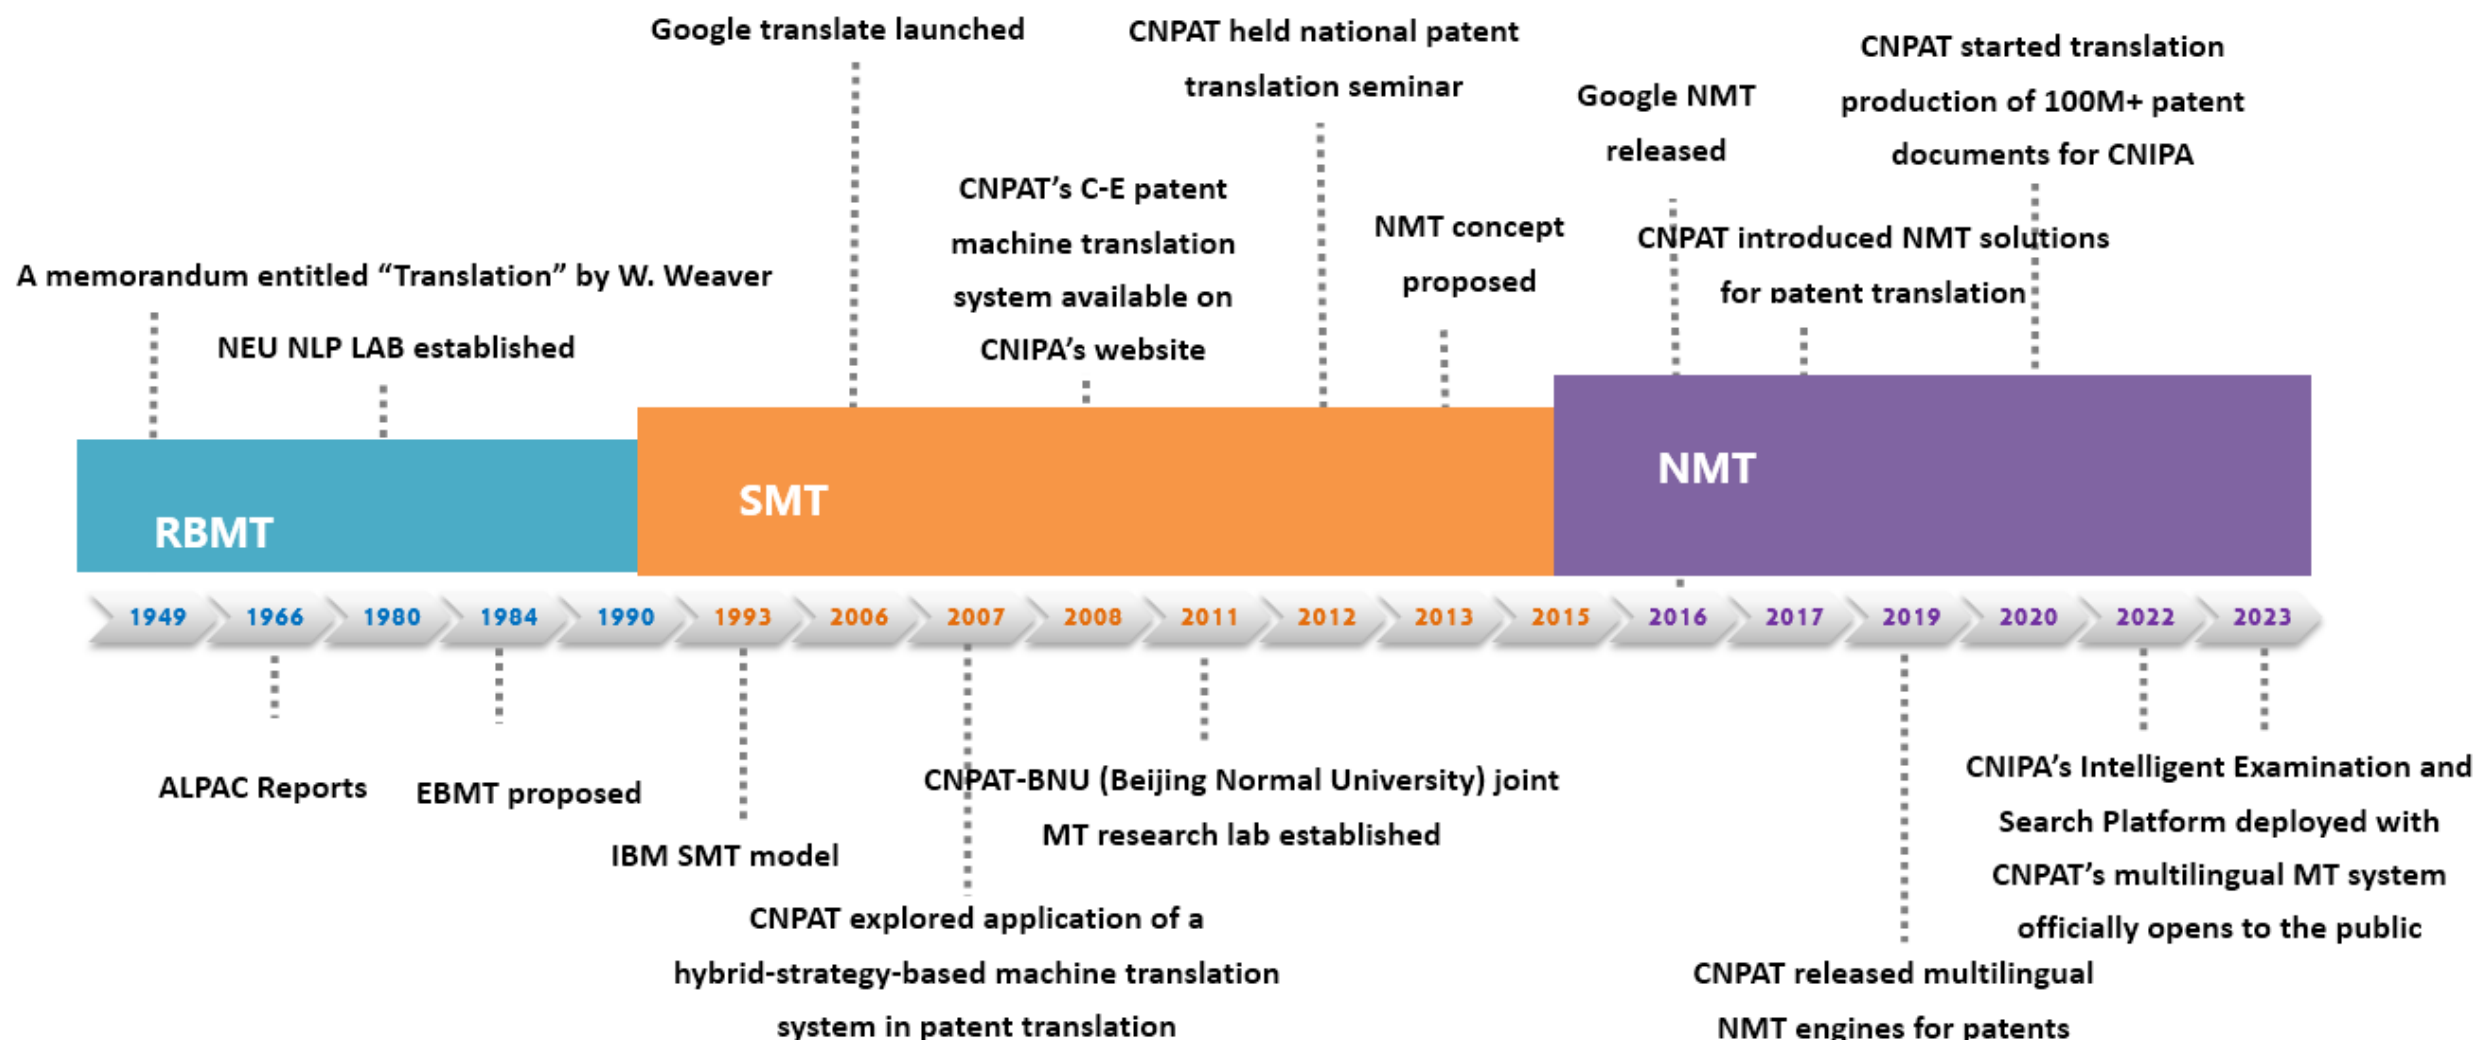 Google translate launched
CNPAT held national patent
translation seminar
CNPAT started translation
production of 100M+ patent
documents for CNIPA
Google NMT
released
CNPAT's C-E patent
machine translation
system available on
CNIPA's website
NMT concept
proposed
CNPAT introduced NMT solutions
for patent translation
A memorandum entitled “Translation” by W. Weaver
NEU NLP LAB established
RBMT
SMT
NMT
1949 1966 1980 1984 1990 1993 2006 2007 2008 2011 2012 2013 2015 2016 2017 2019 2020 2022 2023
ALPAC Reports
EBMT proposed
IBM SMT model
CNPAT explored application of a
hybrid-strategy-based machine translation
system in patent translation
CNPAT-BNU (Beijing Normal University) joint
MT research lab established
CNPAT released multilingual
NMT engines for patents
CNIPA’s Intelligent Examination and
Search Platform deployed with
CNPAT’s multilingual MT system
officially opens to the public